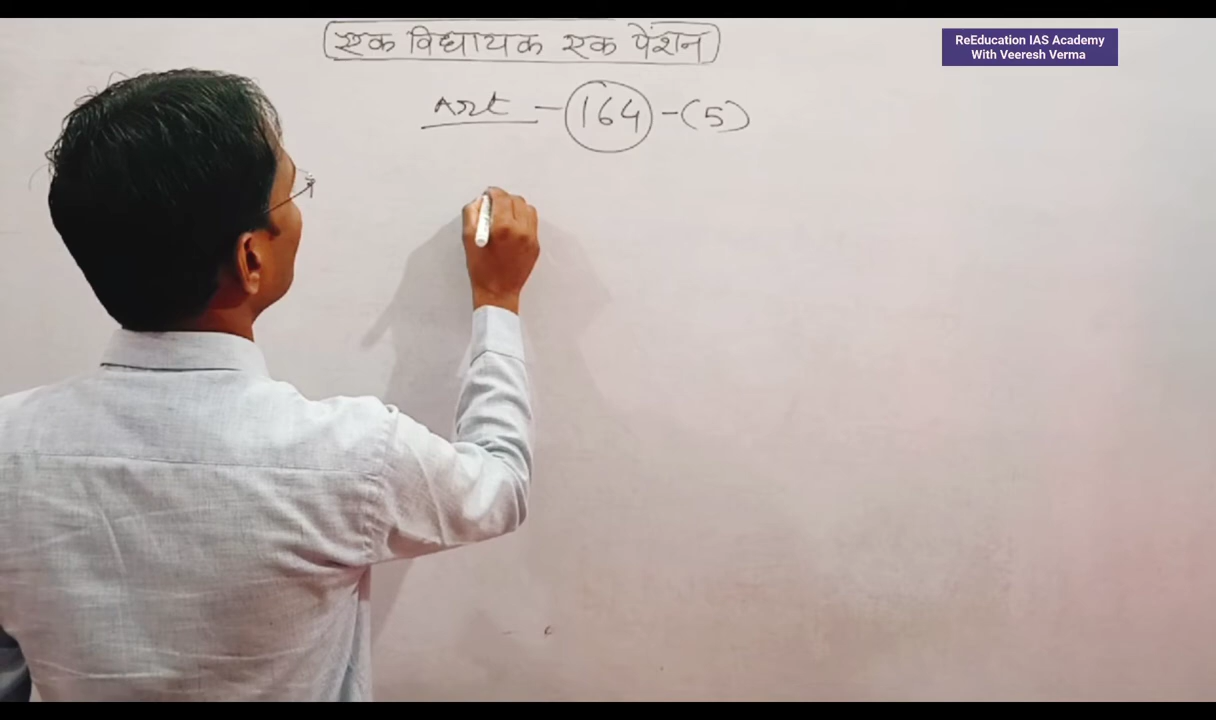 एक विधायक एक पेंशन
ReEducation IAS Academy
With Veeresh Verma
Art - 164 - (5)